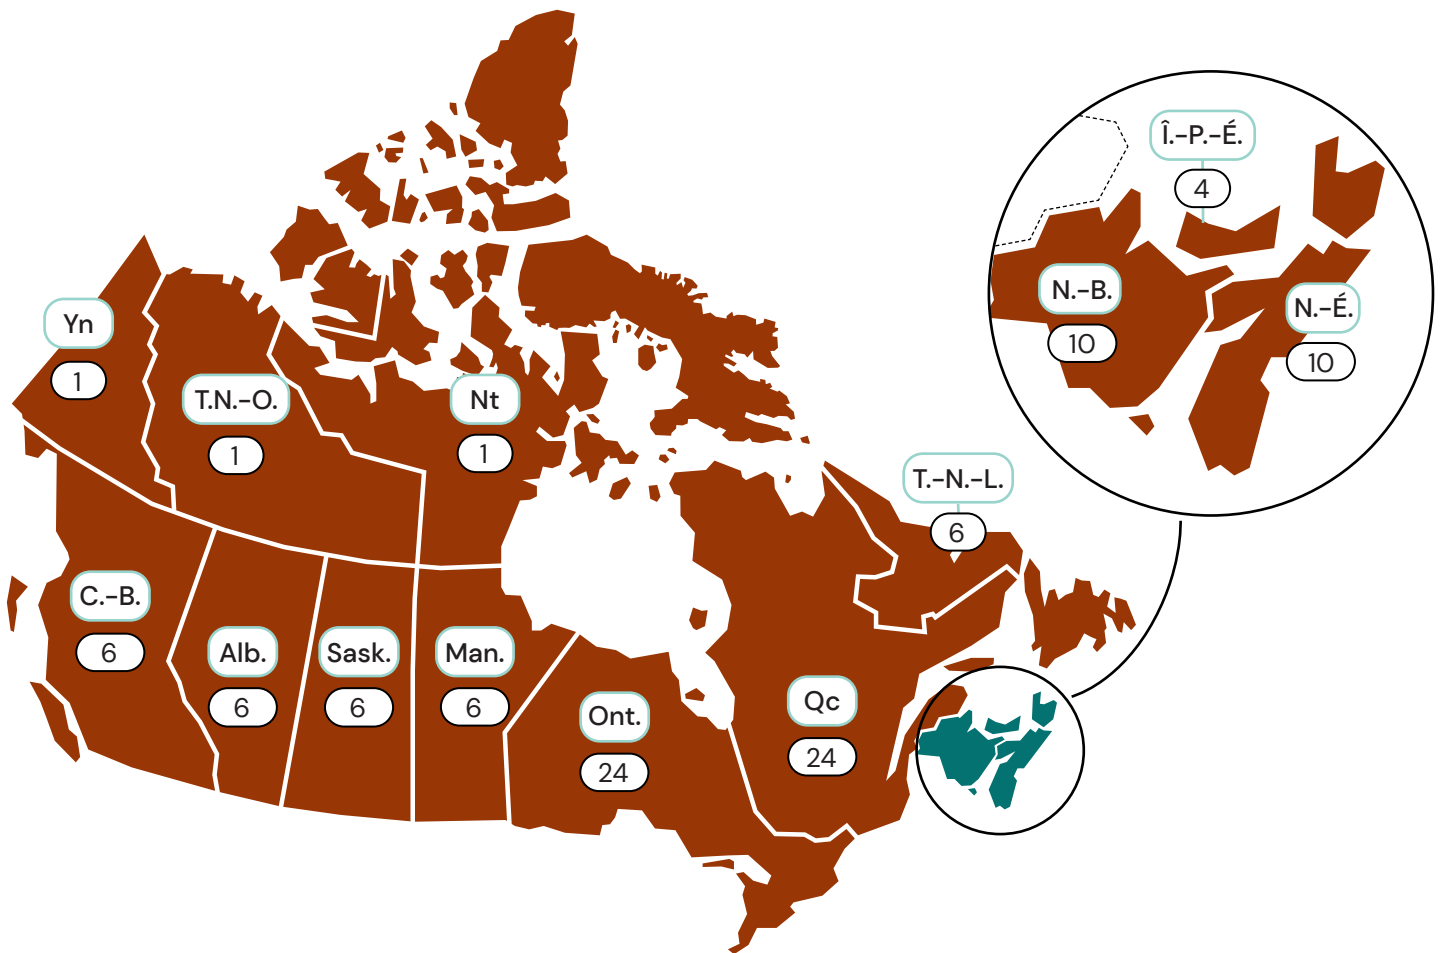 Î.-P.-É.
4
N.-B.
10
N.-É.
10
Yn
1
T.N.-O.
1
Nt
1
T.-N.-L.
6
C.-B.
6
Alb.
6
Sask.
6
Man.
6
Ont.
24
Qc
24